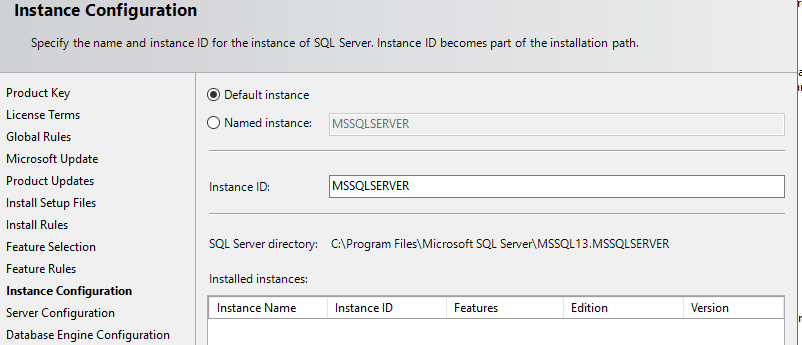 Instance Configuration
Specify the name and instance ID for the instance of SQL Server. Instance ID becomes part of the installation path.
Product Key
License Terms
Global Rules
Microsoft Update
Product Updates
Install Setup Files
Install Rules
Feature Selection
Feature Rules
Instance Configuration
Server Configuration
Database Engine Configuration
Default instance
Named instance: MSSQLSERVER
Instance ID: MSSQLSERVER
SQL Server directory: C:\Program Files\Microsoft SQL Server\MSSQL13.MSSQLSERVER
Installed instances:
Instance Name Instance ID Features Edition Version